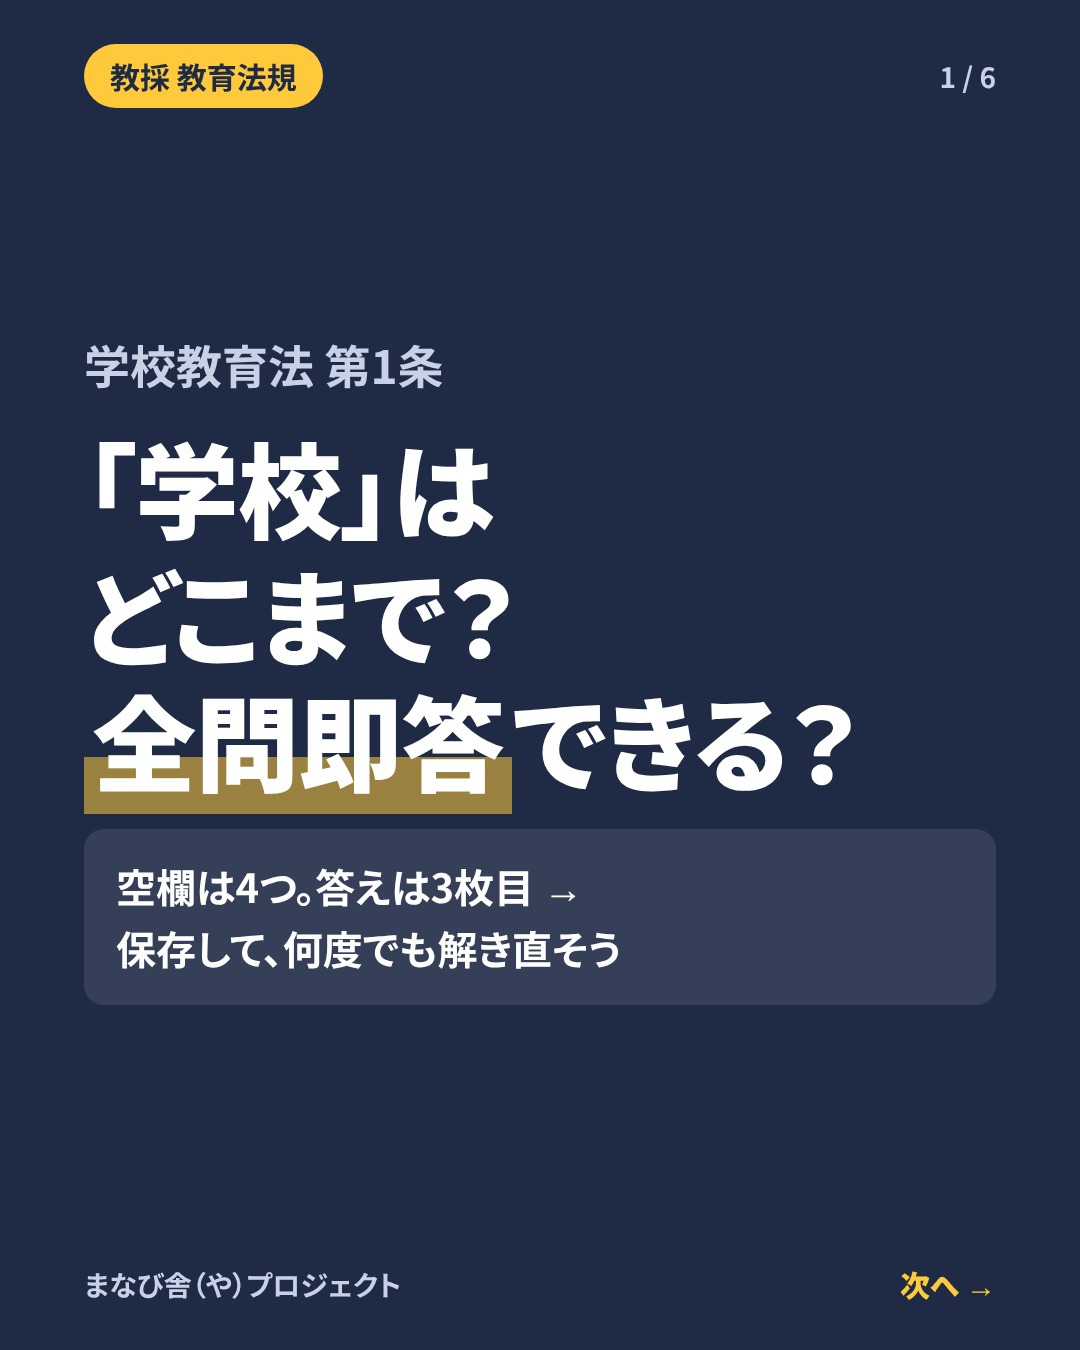 教採 教育法規
1 / 6
学校教育法 第1条
「学校」は
どこまで？
全問即答できる？
空欄は4つ。答えは3枚目 →
保存して、何度でも解き直そう
まなび舎（や）プロジェクト
次へ →